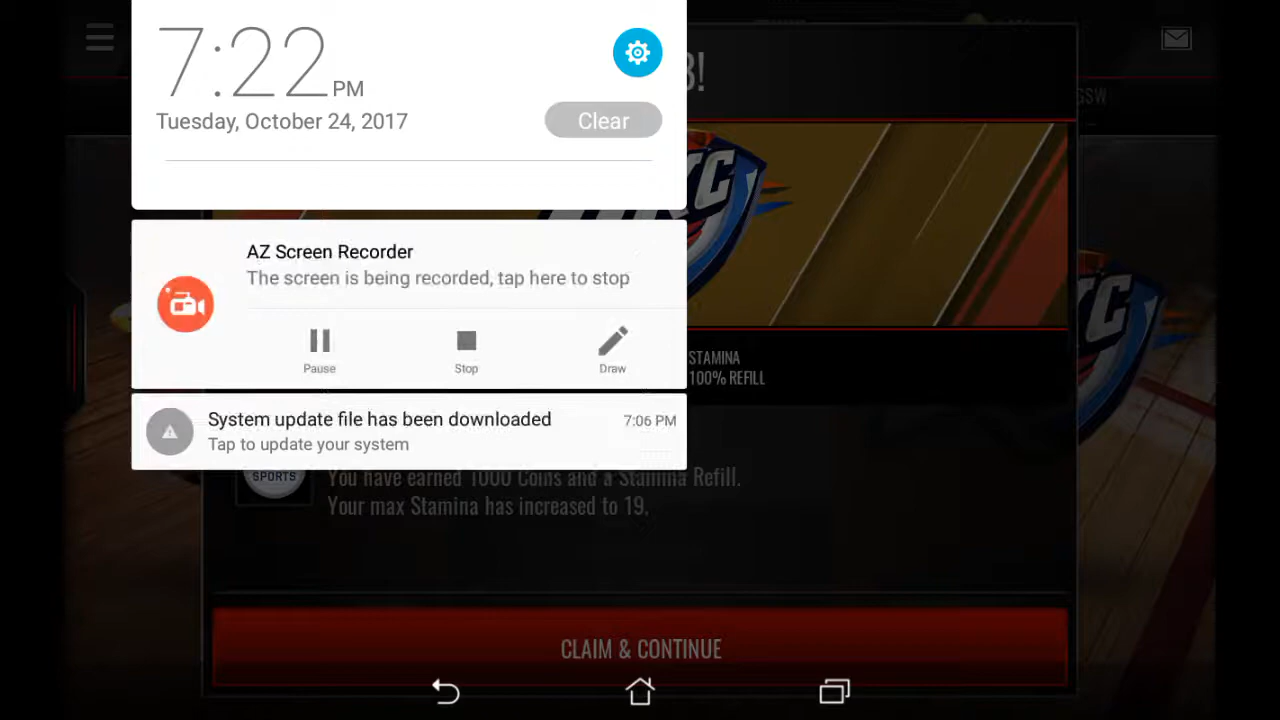 7:22 PM
Tuesday, October 24, 2017
Clear
AZ Screen Recorder
The screen is being recorded, tap here to stop
Pause
Stop
Draw
System update file has been downloaded
7:06 PM
Tap to update your system
3!
GSW
STAMINA
100% REFILL
SPORTS
You have earned 1000 Coins and a Stamina Refill.
Your max Stamina has increased to 19.
CLAIM & CONTINUE